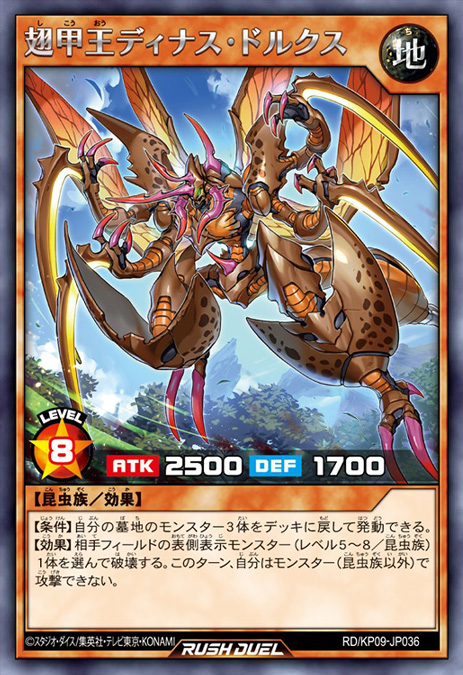 翅甲王ディナス・ドルクス
地
LEVEL
8
ATK 2500 DEF 1700
【昆虫族/効果】
【条件】自分の墓地のモンスター3体をデッキに戻して発動できる。
【効果】相手フィールドの表側表示モンスター(レベル5~8/昆虫族)
1体を選んで破壊する。このターン、自分はモンスター(昆虫族以外)で
攻撃できない。
©スタジオ・ダイス/集英社・テレビ東京・KONAMI
RUSH DUEL
RD/KP09-JP036